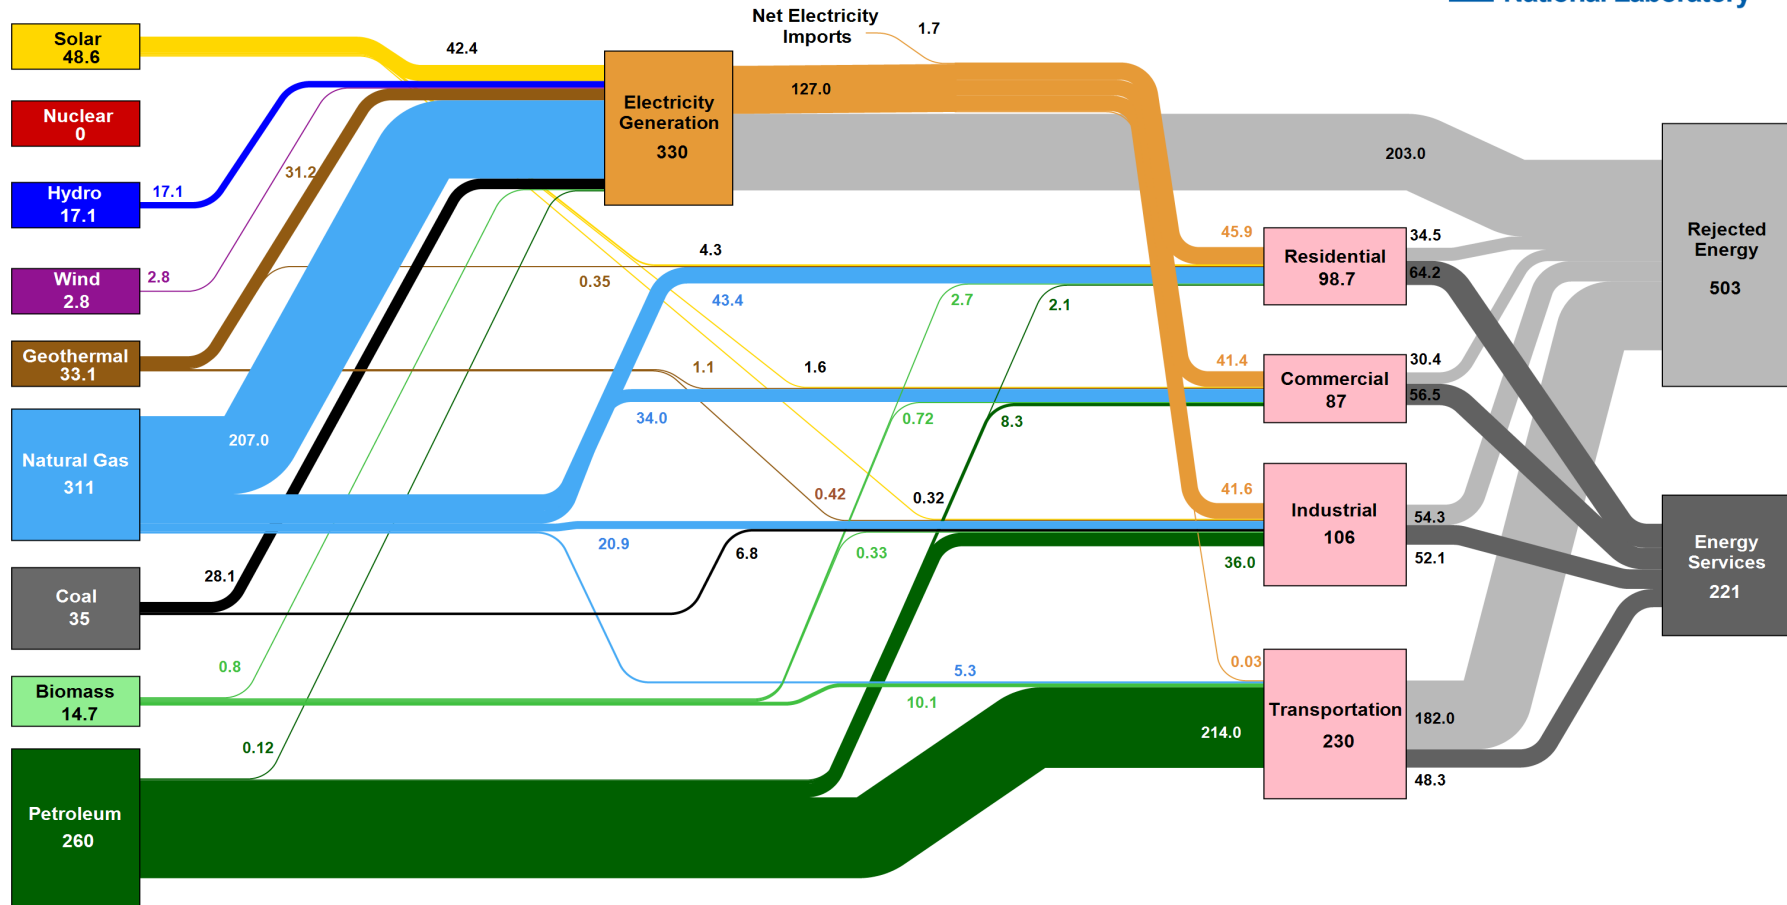 National Laboratory
Net Electricity
Imports
1.7
Solar
48.6
42.4
Nuclear
0
Electricity
Generation
330
127.0
203.0
Hydro
17.1
17.1
31.2
Wind
2.8
2.8
Geothermal
33.1
Natural Gas
311
207.0
Coal
35
28.1
Biomass
14.7
0.8
Petroleum
260
0.12
4.3
0.35
43.4
2.7
2.1
1.1
1.6
34.0
0.72
8.3
0.42
0.32
20.9
6.8
0.33
36.0
5.3
10.1
214.0
0.03
45.9
Residential
98.7
34.5
64.2
41.4
Commercial
87
30.4
56.5
41.6
Industrial
106
54.3
52.1
Transportation
230
182.0
48.3
Rejected
Energy
503
Energy
Services
221